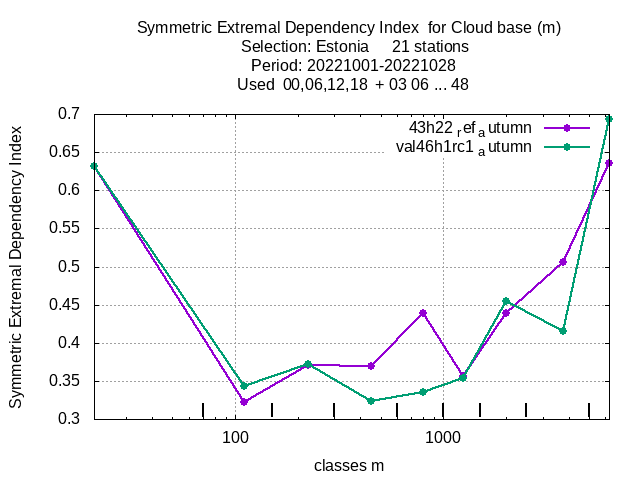 Symmetric Extremal Dependency Index  for Cloud base (m)
Selection: Estonia     21 stations
Period: 20221001-20221028
Used  00,06,12,18  + 03 06 ... 48
43h22 ref a utumn
val46h1rc1 a utumn
Symmetric Extremal Dependency Index
0.7
0.65
0.6
0.55
0.5
0.45
0.4
0.35
0.3
100
1000
classes m